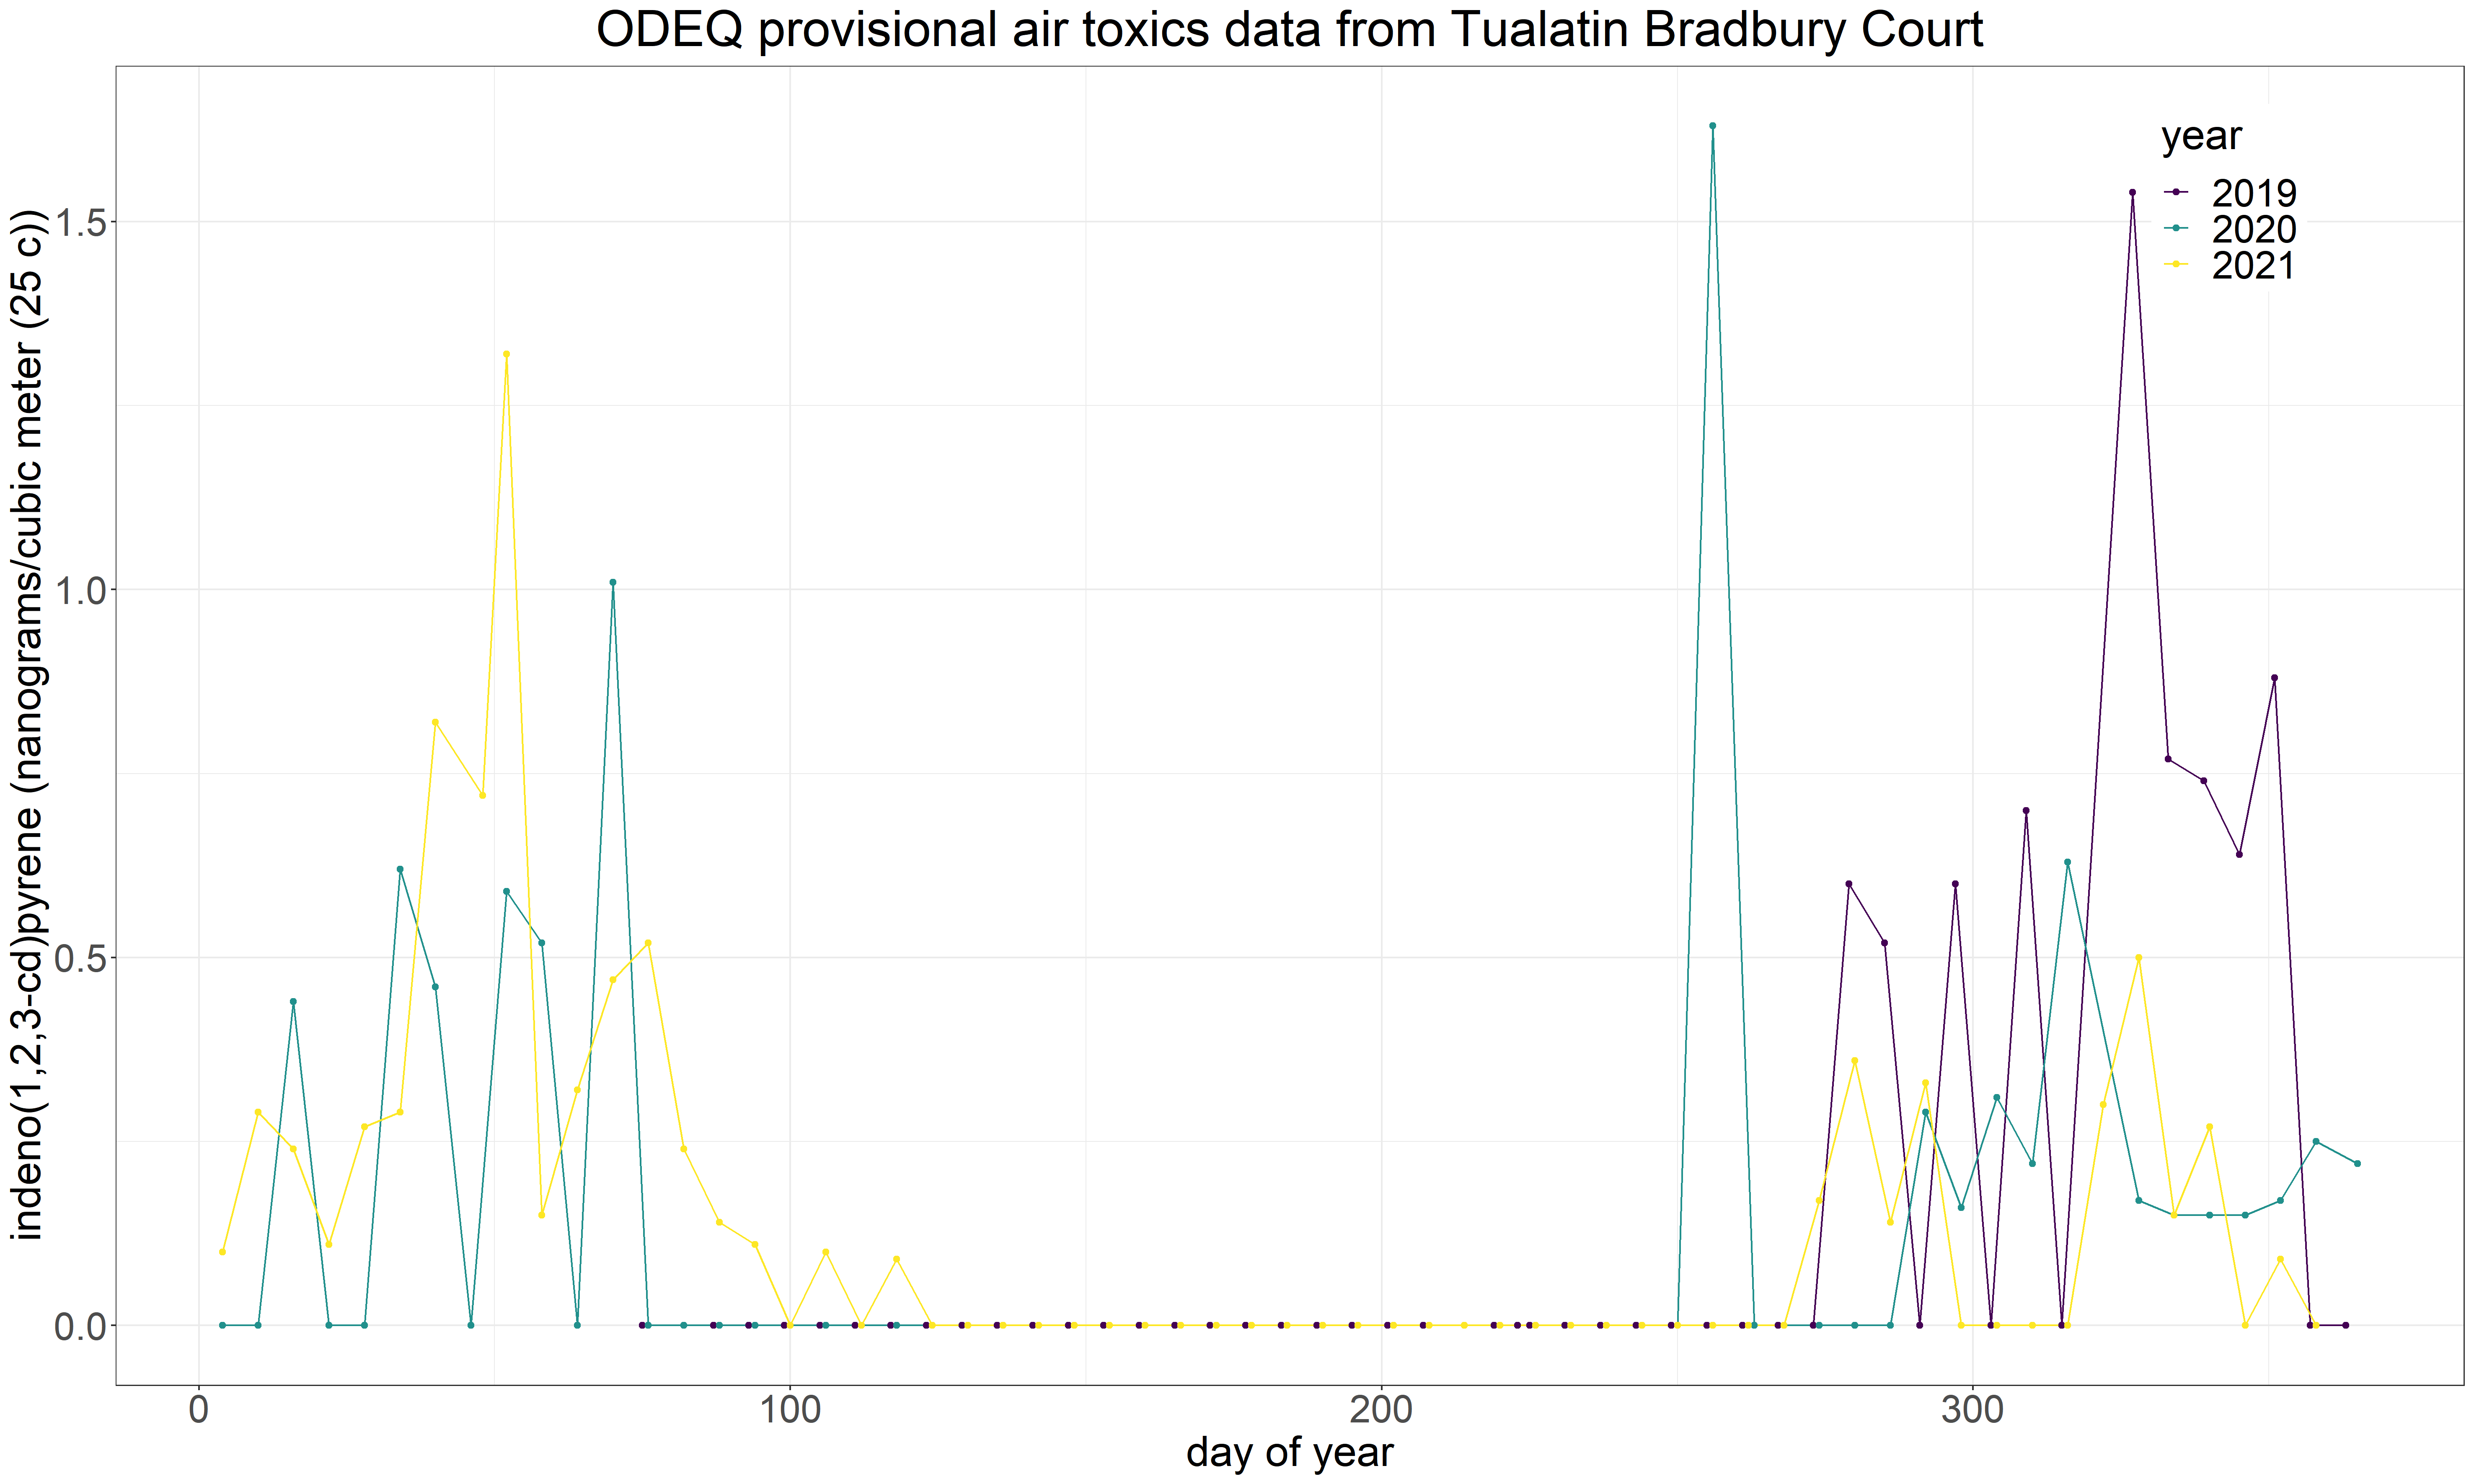 ODEQ provisional air toxics data from Tualatin Bradbury Court
indeno(1,2,3-cd)pyrene (nanograms/cubic meter (25 c))
1.5
1.0
0.5
0.0
year
2019
2020
2021
0 100 200 300
day of year